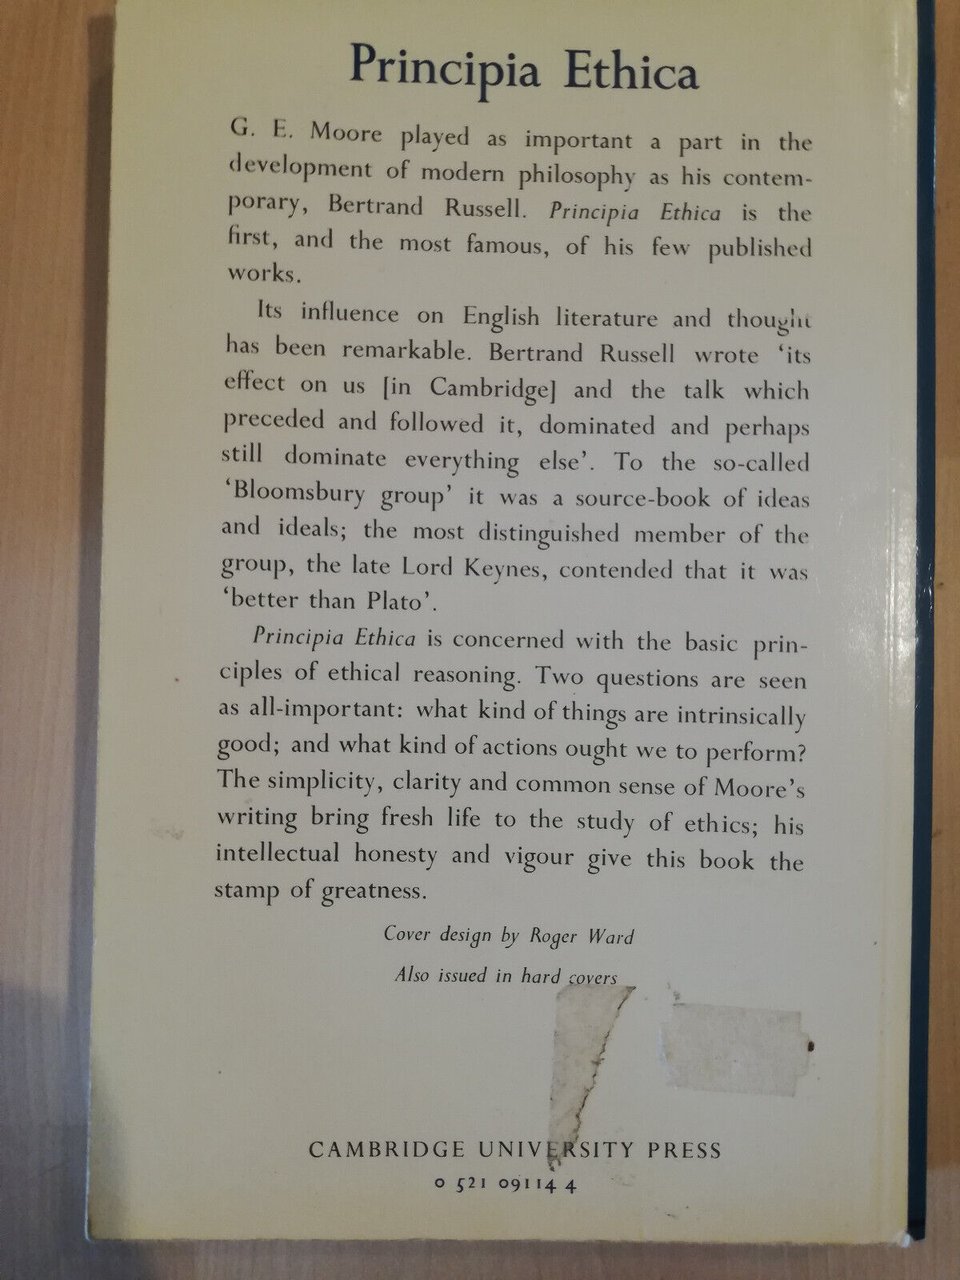 Principia Ethica
G. E. Moore played as important a part in the
development of modern philosophy as his contem-
porary, Bertrand Russell. Principia Ethica is the
first, and the most famous, of his few published
works.
Its influence on English literature and thought
has been remarkable. Bertrand Russell wrote ‘its
effect on us [in Cambridge] and the talk which
preceded and followed it, dominated and perhaps
still dominate everything else’. To the so-called
‘Bloomsbury group’ it was a source-book of ideas
and ideals; the most distinguished member of the
group, the late Lord Keynes, contended that it was
‘better than Plato’.
Principia Ethica is concerned with the basic prin-
ciples of ethical reasoning. Two questions are seen
as all-important: what kind of things are intrinsically
good; and what kind of actions ought we to perform?
The simplicity, clarity and common sense of Moore’s
writing bring fresh life to the study of ethics; his
intellectual honesty and vigour give this book the
stamp of greatness.
Cover design by Roger Ward
Also issued in hard covers
CAMBRIDGE UNIVERSITY PRESS
0 521 09114 4